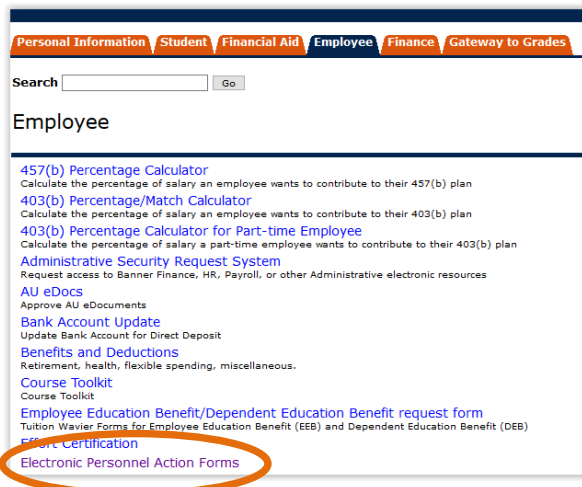 Personal Information Student Financial Aid Employee Finance Gateway to Grades
Search Go
Employee
457(b) Percentage Calculator
Calculate the percentage of salary an employee wants to contribute to their 457(b) plan
403(b) Percentage/Match Calculator
Calculate the percentage of salary an employee wants to contribute to their 403(b) plan
403(b) Percentage Calculator for Part-time Employee
Calculate the percentage of salary a part-time employee wants to contribute to their 403(b) plan
Administrative Security Request System
Request access to Banner Finance, HR, Payroll, or other Administrative electronic resources
AU eDocs
Approve AU eDocuments
Bank Account Update
Update Bank Account for Direct Deposit
Benefits and Deductions
Retirement, health, flexible spending, miscellaneous.
Course Toolkit
Course Toolkit
Employee Education Benefit/Dependent Education Benefit request form
Tuition Wavier Forms for Employee Education Benefit (EEB) and Dependent Education Benefit (DEB)
Effort Certification
Electronic Personnel Action Forms